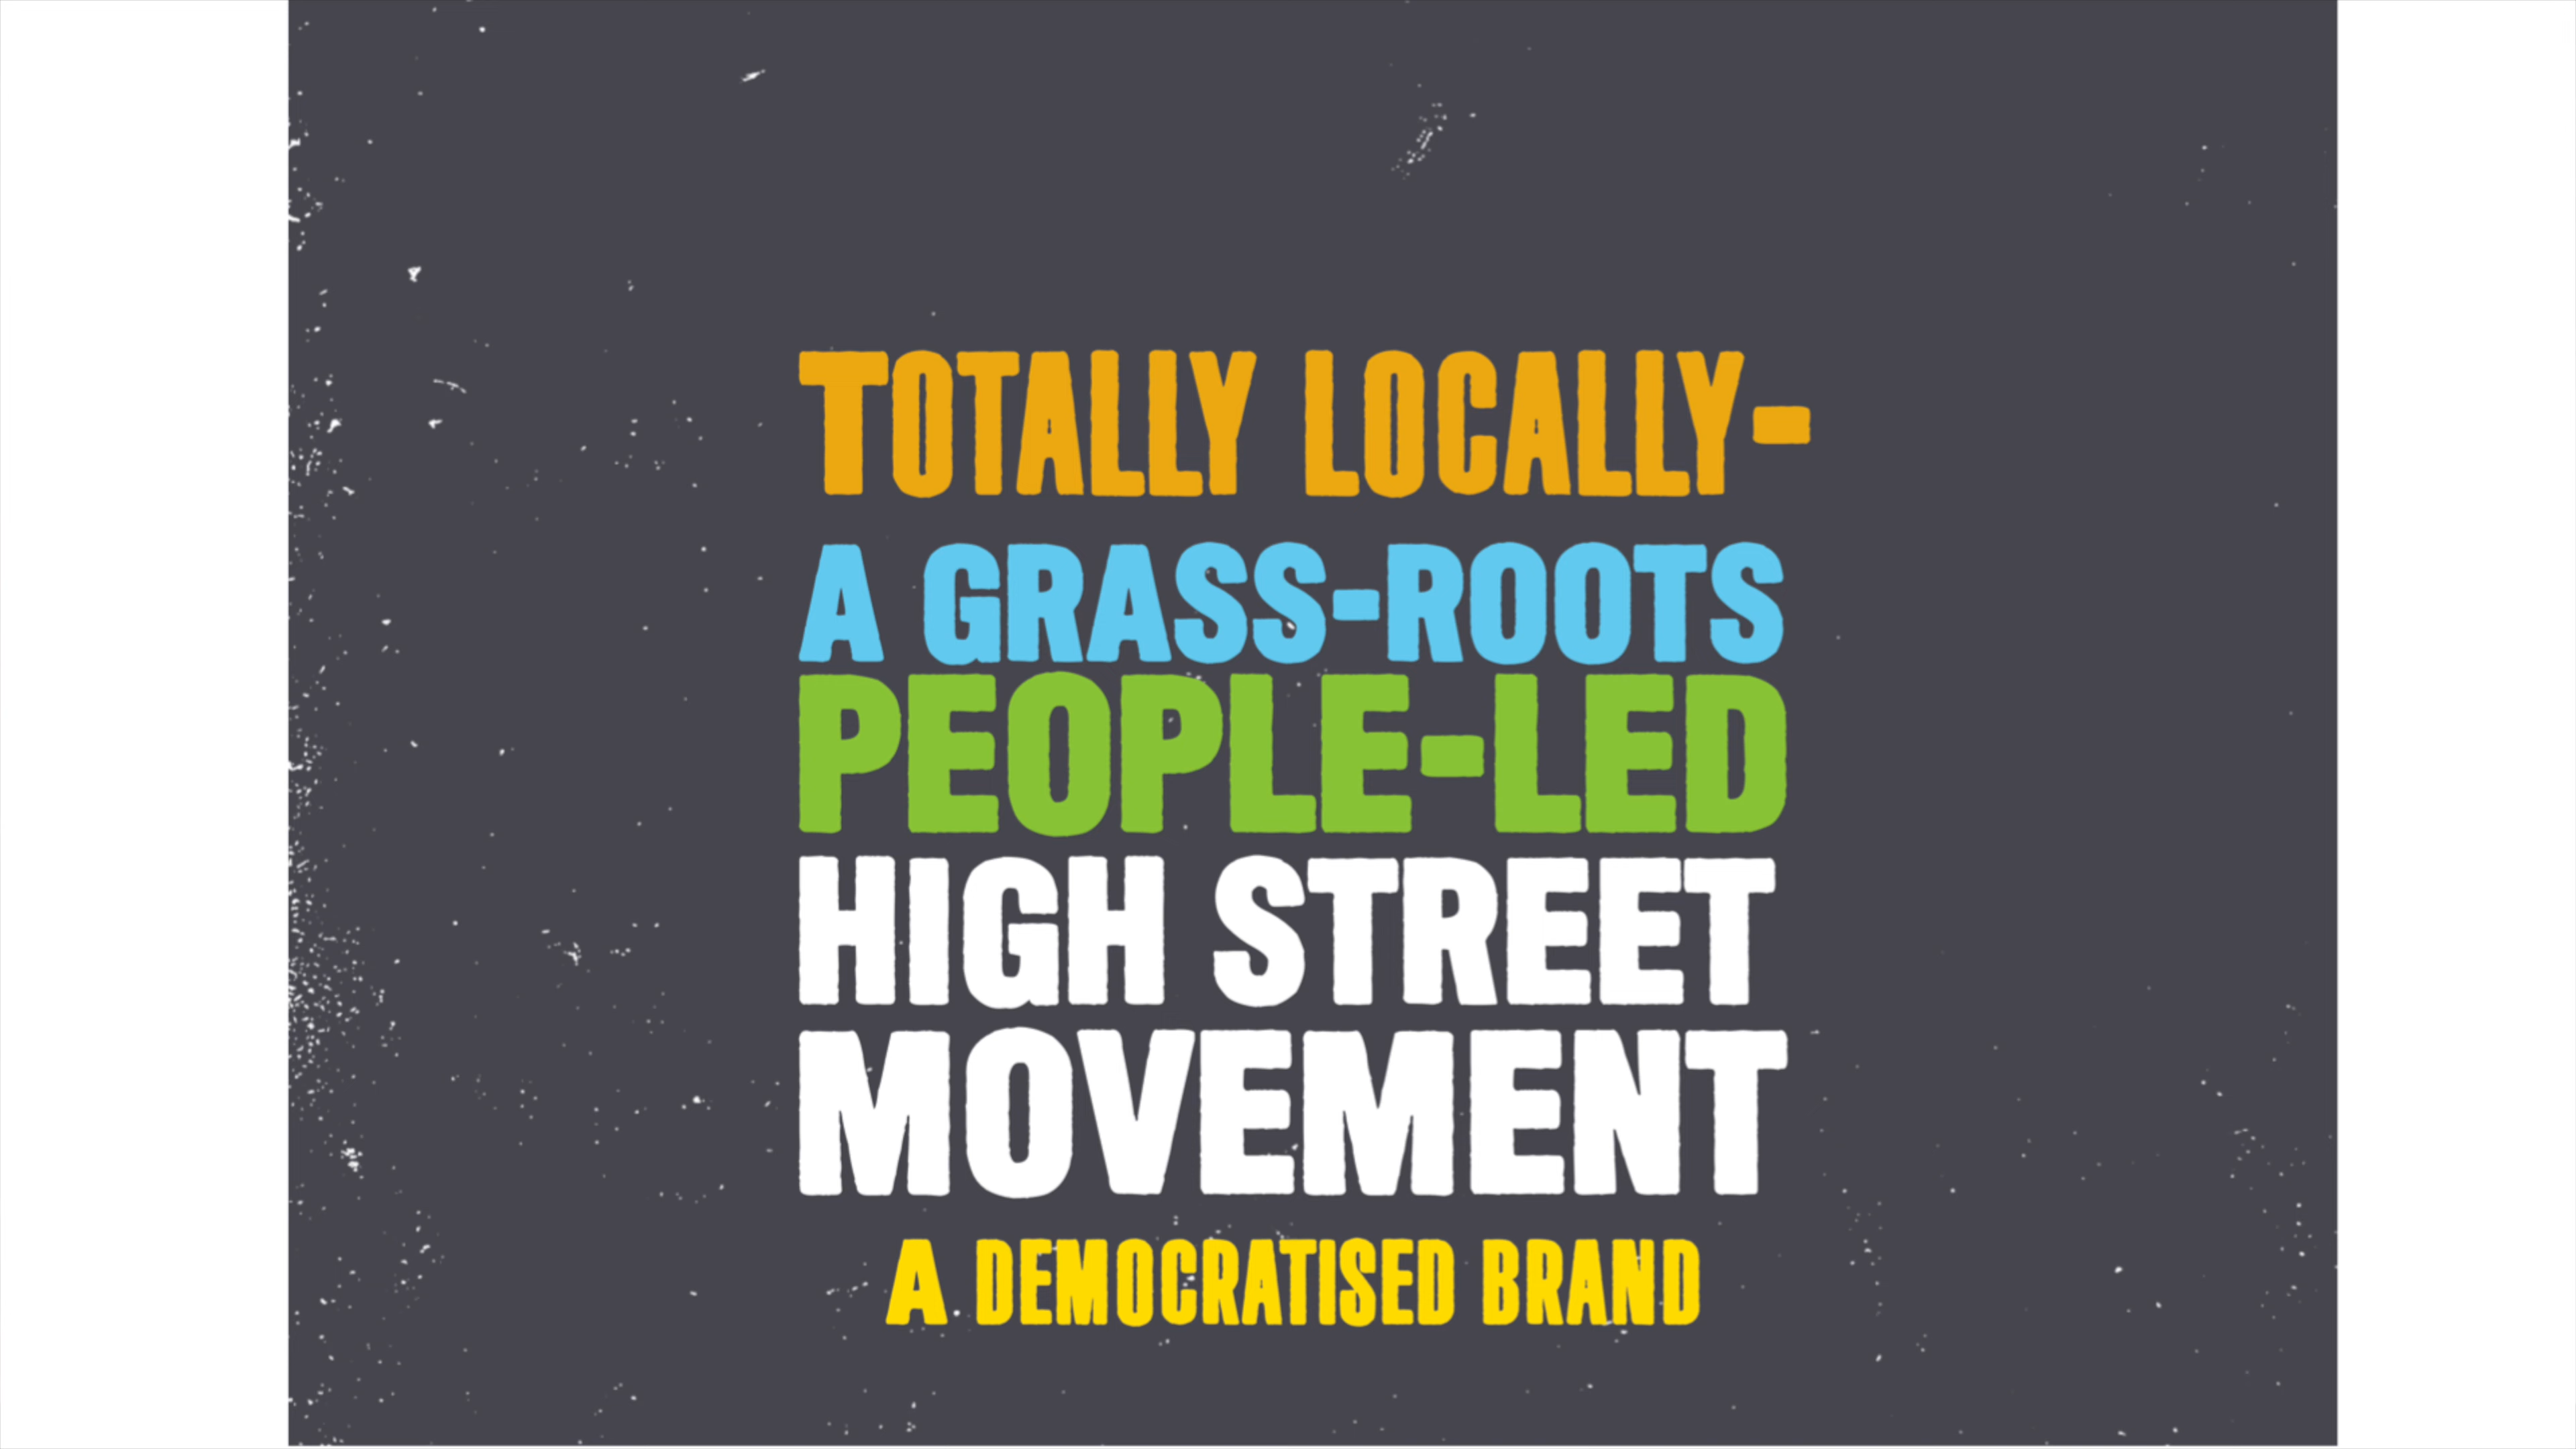 TOTALLY LOCALLY-
A GRASS-ROOTS
PEOPLE-LED
HIGH STREET
MOVEMENT
A DEMOCRATISED BRAND